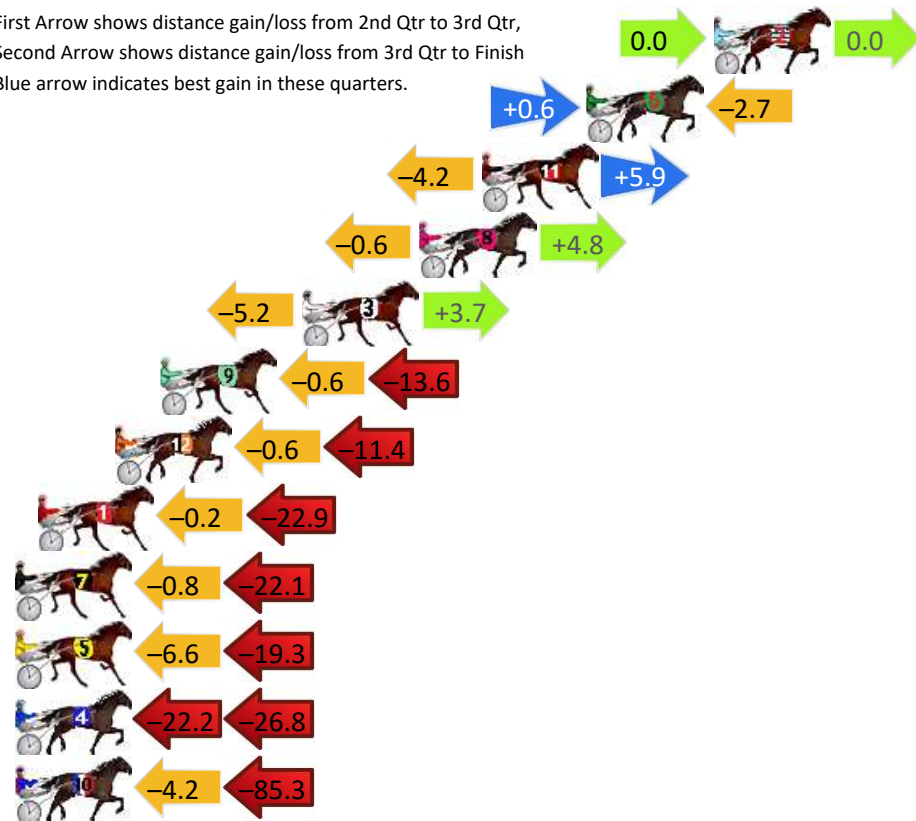 First Arrow shows distance gain/loss from 2nd Qtr to 3rd Qtr,
Second Arrow shows distance gain/loss from 3rd Qtr to Finish
Blue arrow indicates best gain in these quarters.
0.0 2 0.0
+0.6 6 –2.7
–4.2 11 +5.9
–0.6 8 +4.8
–5.2 3 +3.7
9 –0.6 –13.6
12 –0.6 –11.4
1 –0.2 –22.9
7 –0.8 –22.1
5 –6.6 –19.3
4 –22.2 –26.8
10 –4.2 –85.3